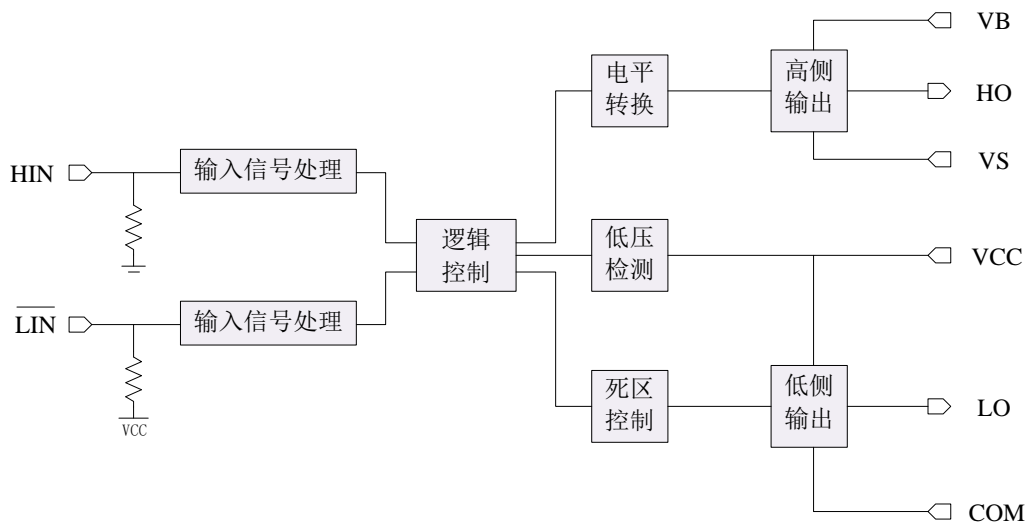 VB
电平
转换
高侧
输出
HO
HIN
输入信号处理
VS
逻辑
控制
低压
检测
VCC
LIN
输入信号处理
VCC
死区
控制
低侧
输出
LO
COM